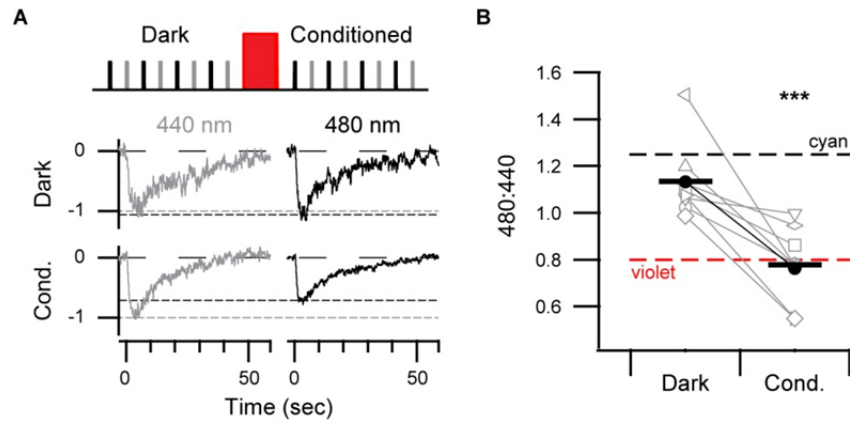 A
Dark
Conditioned
440 nm
480 nm
Dark
0
-1
Cond.
0
-1
0
50
0
50
Time (sec)
B
480:440
1.6
1.4
1.2
1.0
0.8
0.6
***
cyan
violet
Dark
Cond.